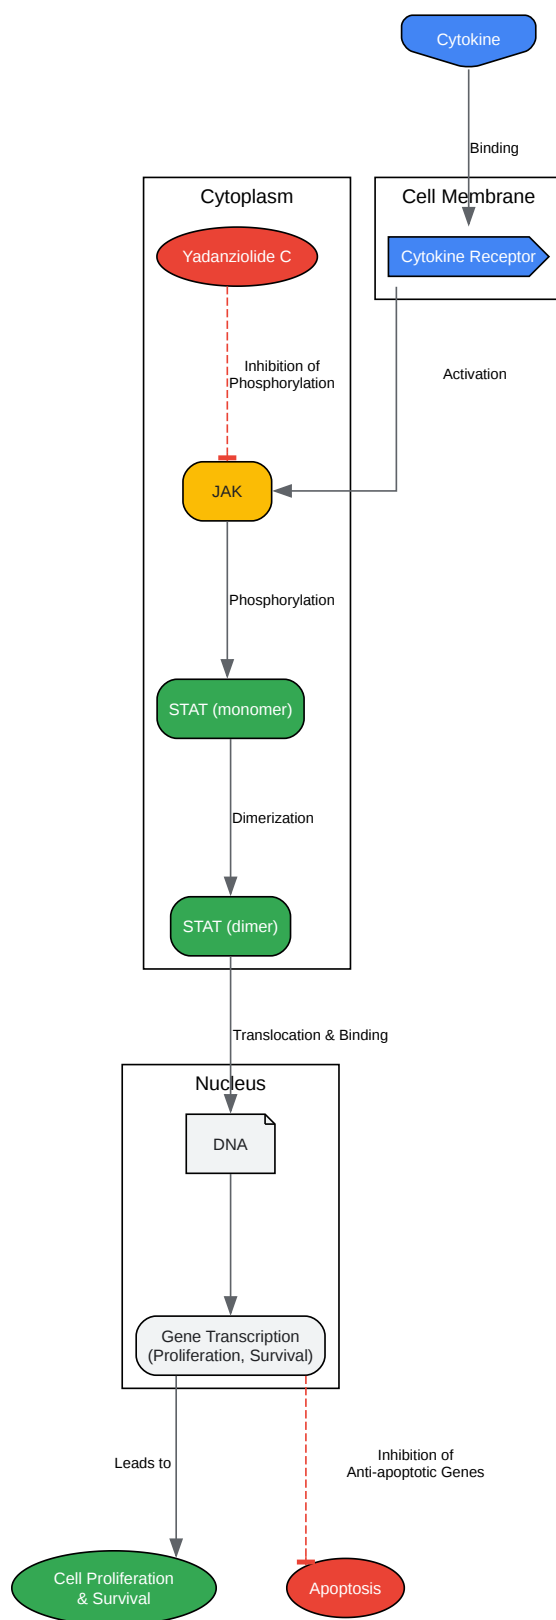 Cytokine
Binding
Cytoplasm
Cell Membrane
Yadanziolide C
Cytokine Receptor
Inhibition of
Phosphorylation
Activation
JAK
Phosphorylation
STAT (monomer)
Dimerization
STAT (dimer)
Translocation & Binding
Nucleus
DNA
Gene Transcription
(Proliferation, Survival)
Leads to
Inhibition of
Anti-apoptotic Genes
Cell Proliferation
& Survival
Apoptosis